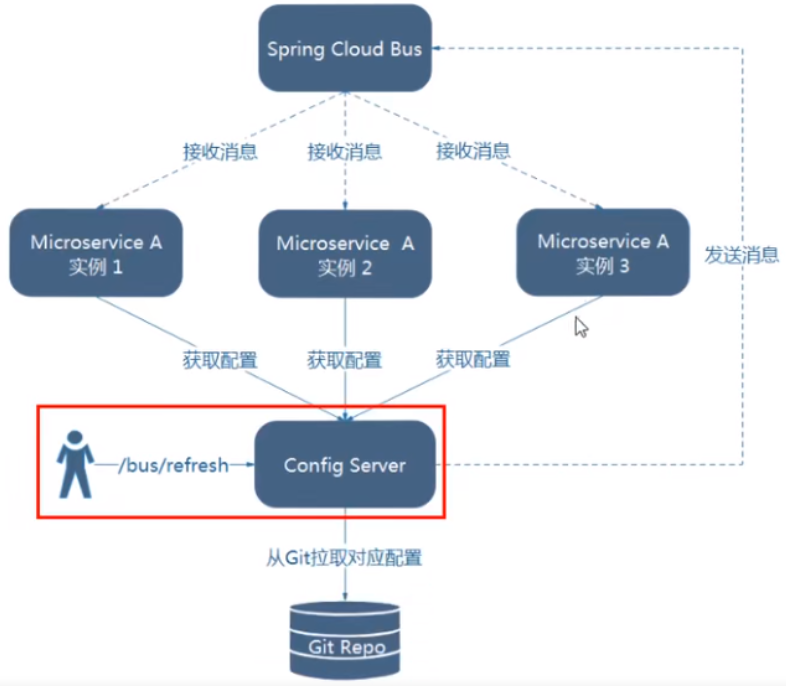 Spring Cloud Bus
接收消息
接收消息
接收消息
Microservice A
实例 1
Microservice A
实例 2
Microservice A
实例 3
发送消息
获取配置
获取配置
获取配置
/bus/refresh
Config Server
从Git拉取对应配置
Git Repo